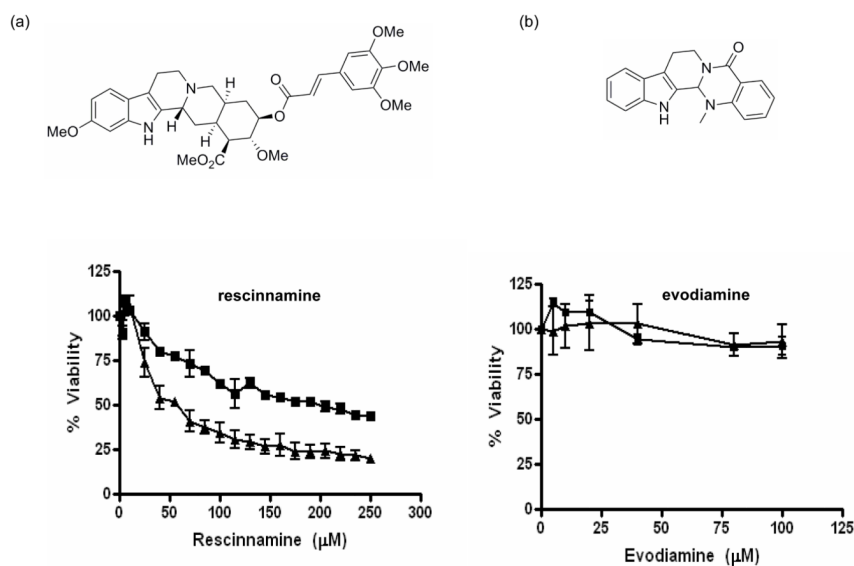 (a)
(b)
OMe
O
OMe
N
H
O
OMe
MeO
N
H
H
H
O
MeO₂C
OMe
O
N
N
H
N
rescinnamine
125
100
75
50
25
0
% Viability
0 50 100 150 200 250 300
Rescinnamine (μM)
evodiamine
125
100
75
50
25
0
% Viability
0 25 50 75 100 125
Evodiamine (μM)